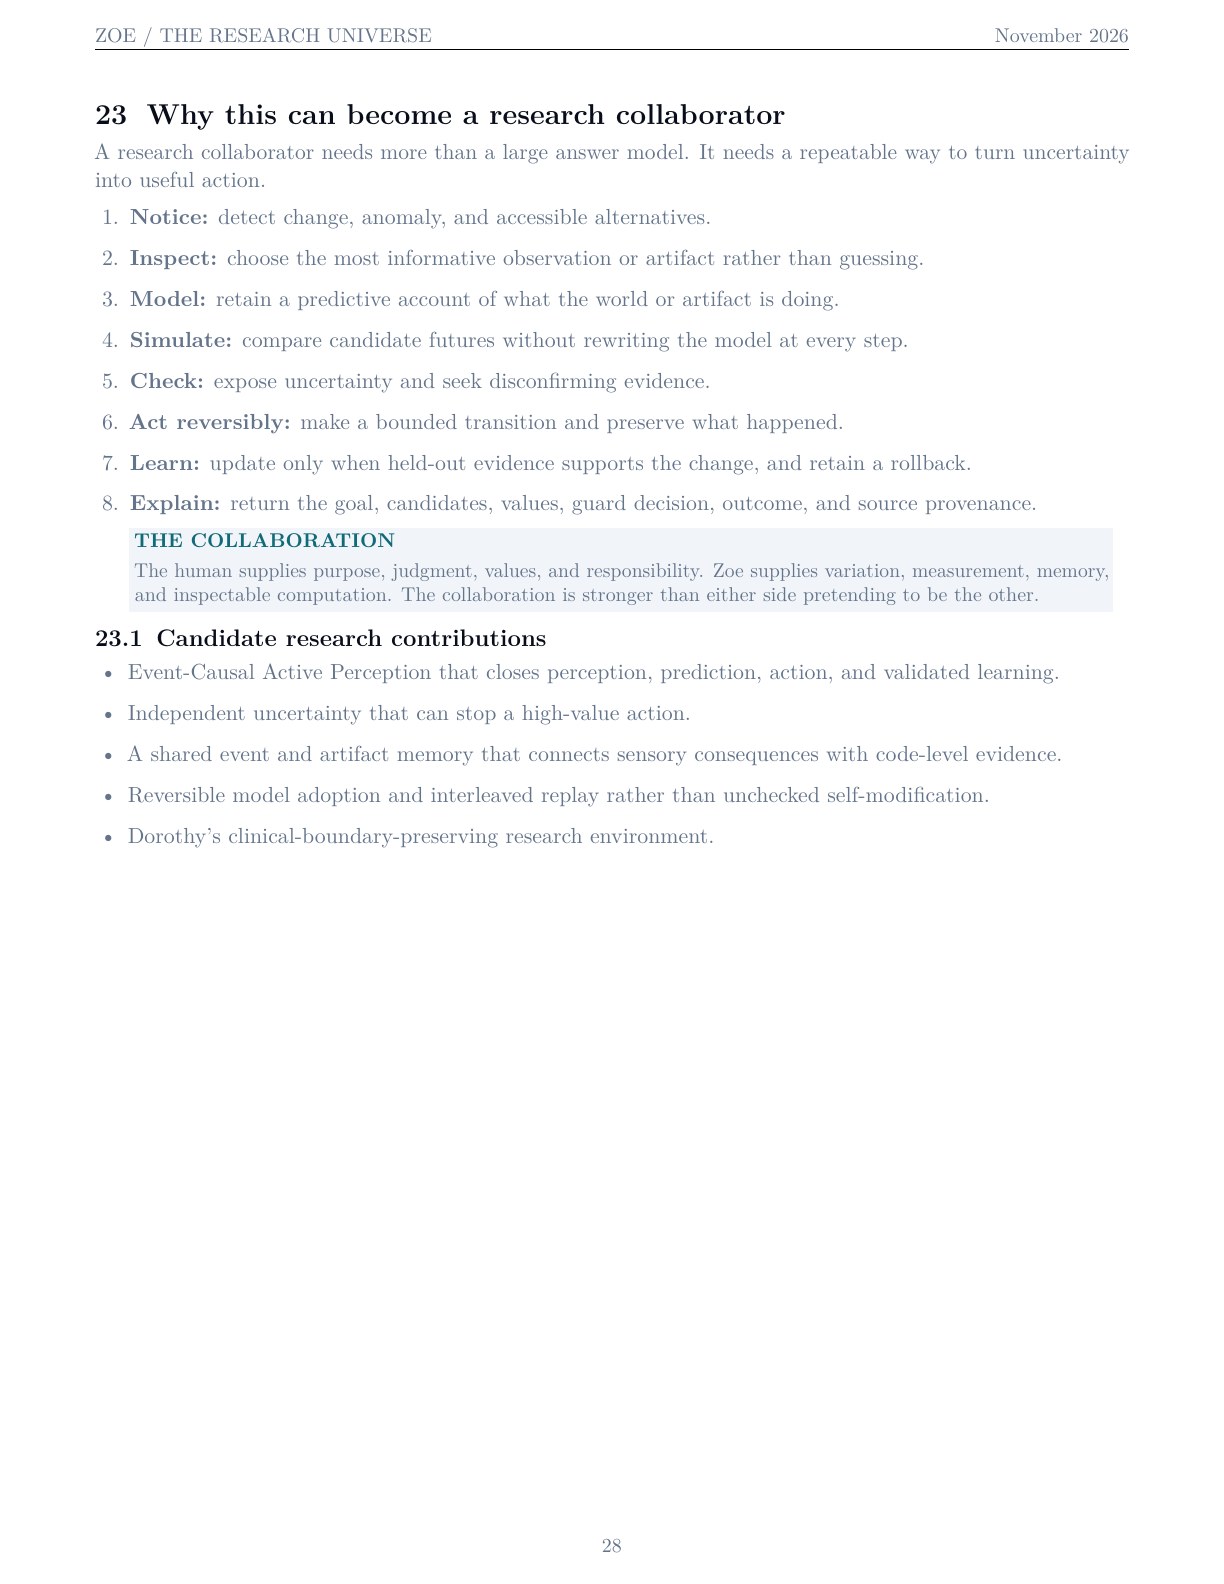 ZOE / THE RESEARCH UNIVERSE November 2026
23 Why this can become a research collaborator
A research collaborator needs more than a large answer model. It needs a repeatable way to turn uncertainty
into useful action.
1. Notice: detect change, anomaly, and accessible alternatives.
2. Inspect: choose the most informative observation or artifact rather than guessing.
3. Model: retain a predictive account of what the world or artifact is doing.
4. Simulate: compare candidate futures without rewriting the model at every step.
5. Check: expose uncertainty and seek disconfirming evidence.
6. Act reversibly: make a bounded transition and preserve what happened.
7. Learn: update only when held-out evidence supports the change, and retain a rollback.
8. Explain: return the goal, candidates, values, guard decision, outcome, and source provenance.
THE COLLABORATION
The human supplies purpose, judgment, values, and responsibility. Zoe supplies variation, measurement, memory,
and inspectable computation. The collaboration is stronger than either side pretending to be the other.
23.1 Candidate research contributions
• Event-Causal Active Perception that closes perception, prediction, action, and validated learning.
• Independent uncertainty that can stop a high-value action.
• A shared event and artifact memory that connects sensory consequences with code-level evidence.
• Reversible model adoption and interleaved replay rather than unchecked self-modification.
• Dorothy's clinical-boundary-preserving research environment.
28